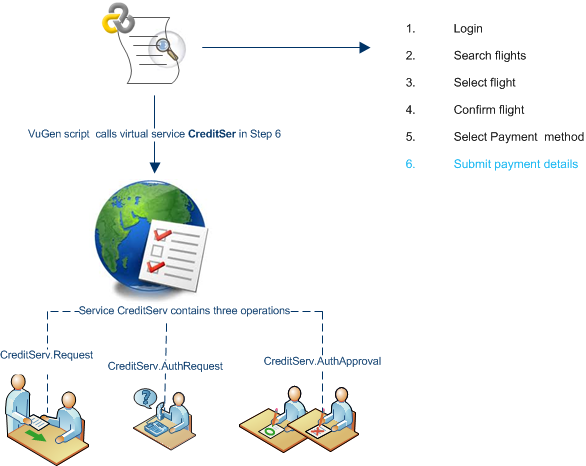 1. Login
2. Search flights
3. Select flight
4. Confirm flight
5. Select Payment method
6. Submit payment details
VuGen script calls virtual service CreditSer in Step 6
Service CreditServ contains three operations
CreditServ.Request
CreditServ.AuthRequest
CreditServ.AuthApproval
?